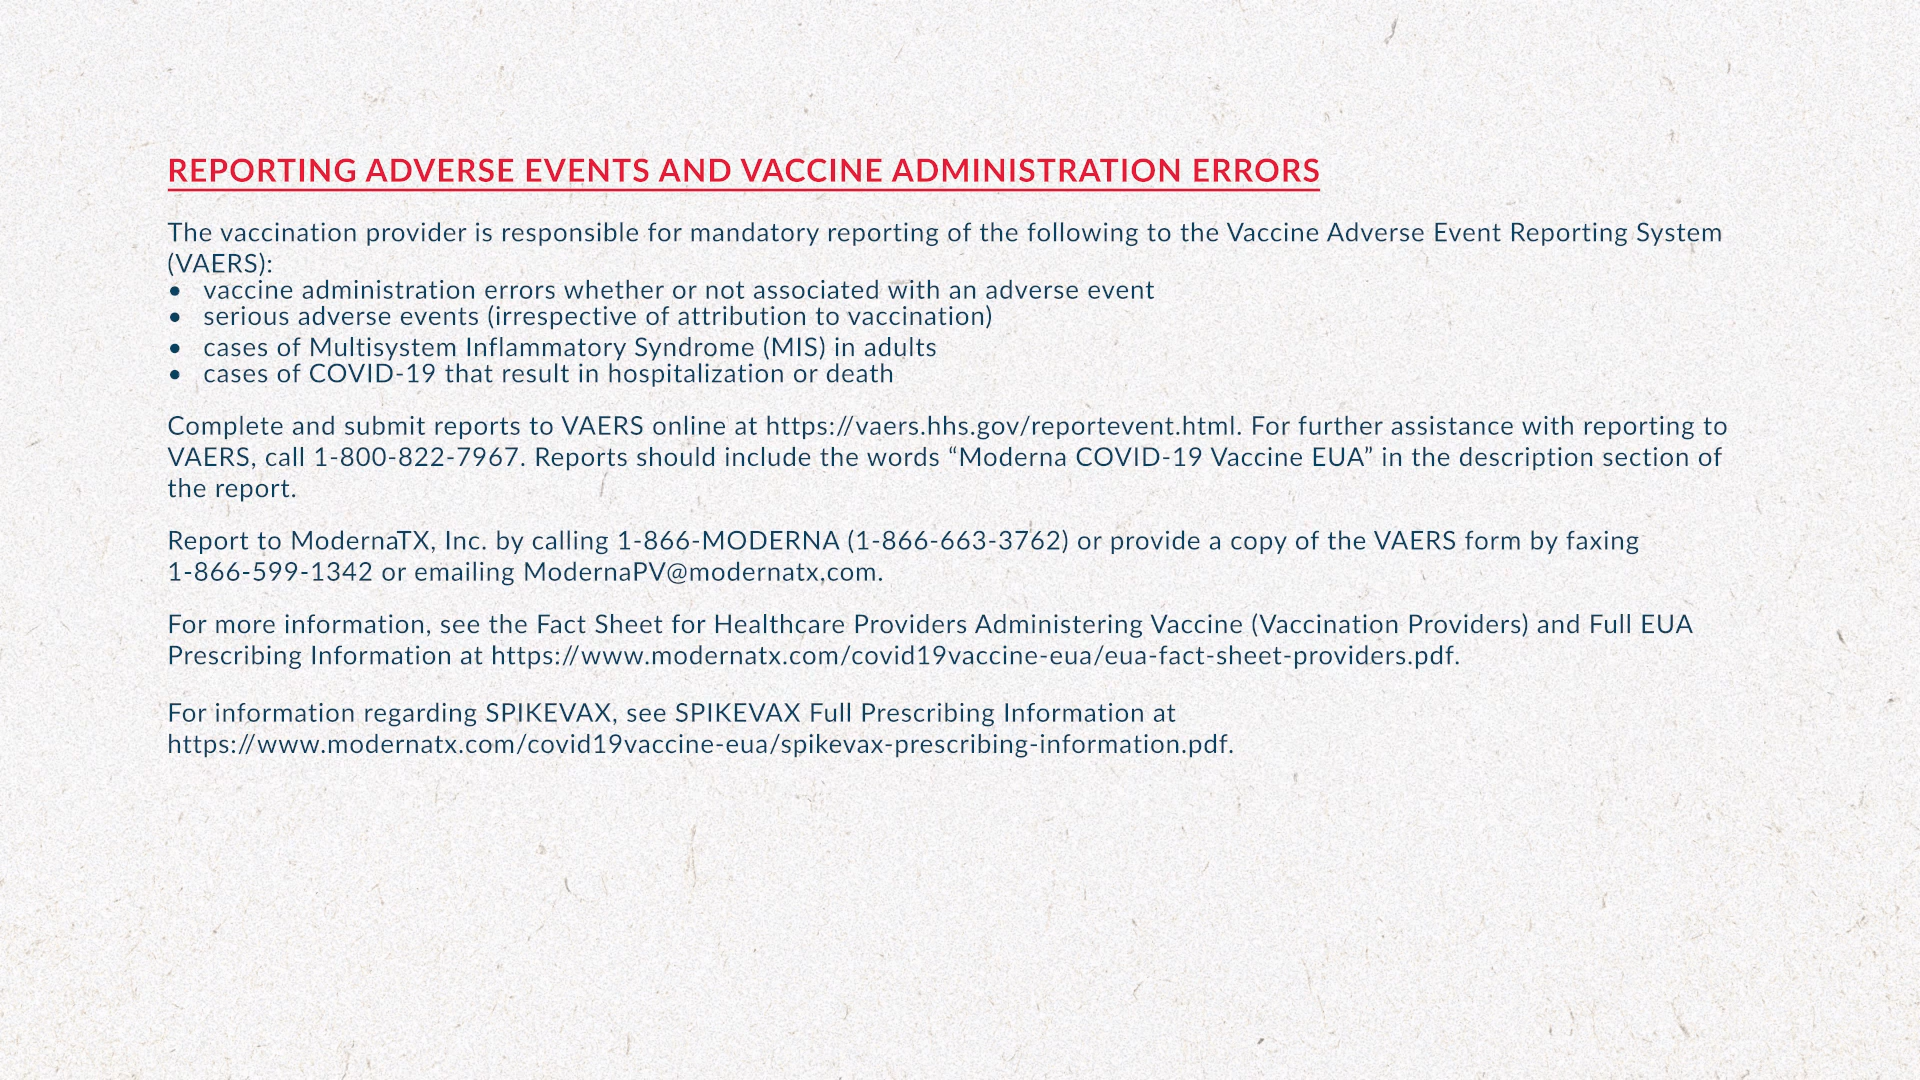 REPORTING ADVERSE EVENTS AND VACCINE ADMINISTRATION ERRORS
The vaccination provider is responsible for mandatory reporting of the following to the Vaccine Adverse Event Reporting System
(VAERS):
• vaccine administration errors whether or not associated with an adverse event
• serious adverse events (irrespective of attribution to vaccination)
• cases of Multisystem Inflammatory Syndrome (MIS) in adults
• cases of COVID-19 that result in hospitalization or death
Complete and submit reports to VAERS online at https://vaers.hhs.gov/reportevent.html. For further assistance with reporting to
VAERS, call 1-800-822-7967. Reports should include the words “Moderna COVID-19 Vaccine EUA” in the description section of
the report.
Report to ModernaTX, Inc. by calling 1-866-MODERNA (1-866-663-3762) or provide a copy of the VAERS form by faxing
1-866-599-1342 or emailing ModernaPV@modernatx,com.
For more information, see the Fact Sheet for Healthcare Providers Administering Vaccine (Vaccination Providers) and Full EUA
Prescribing Information at https://www.modernatx.com/covid19vaccine-eua/eua-fact-sheet-providers.pdf.
For information regarding SPIKEVAX, see SPIKEVAX Full Prescribing Information at
https://www.modernatx.com/covid19vaccine-eua/spikevax-prescribing-information.pdf.